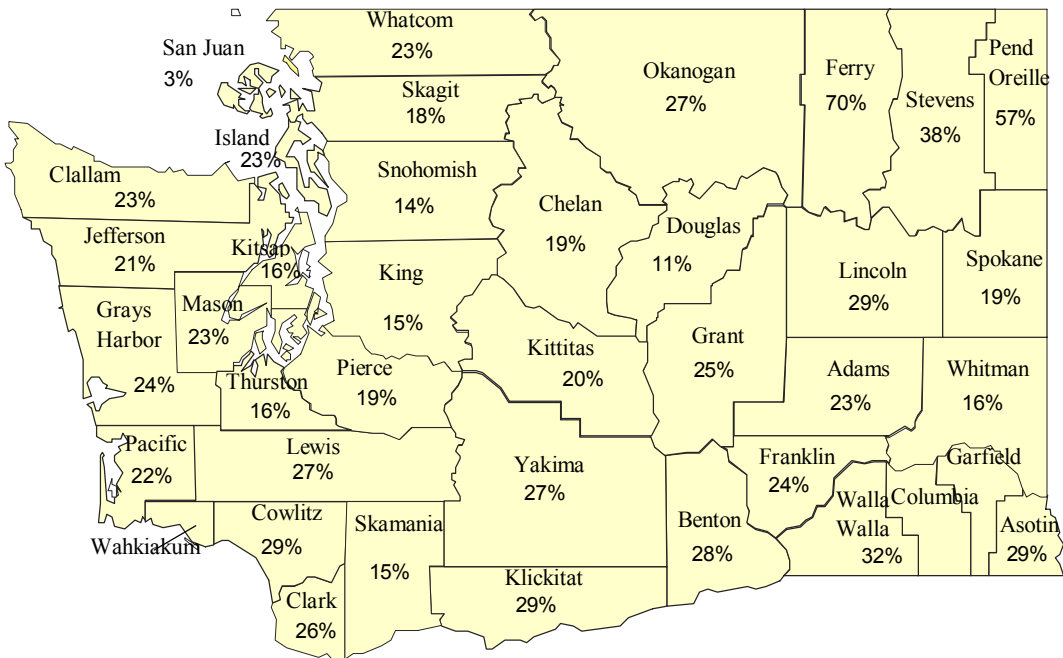 Whatcom
23%
San Juan
3%
Skagit
18%
Island
23%
Okanogan
27%
Ferry
70%
Stevens
38%
Pend
Oreille
57%
Clallam
23%
Snohomish
14%
Chelan
19%
Douglas
11%
Jefferson
21%
Kitsap
16%
King
15%
Lincoln
29%
Spokane
19%
Grays
Harbor
24%
Mason
23%
Kittitas
20%
Grant
25%
Adams
23%
Whitman
16%
Thurston
16%
Pierce
19%
Pacific
22%
Lewis
27%
Yakima
27%
Franklin
24%
Garfield
Columbia
Walla
Walla
32%
Asotin
29%
Wahkiakum
Cowlitz
29%
Skamania
15%
Benton
28%
Klickitat
29%
Clark
26%